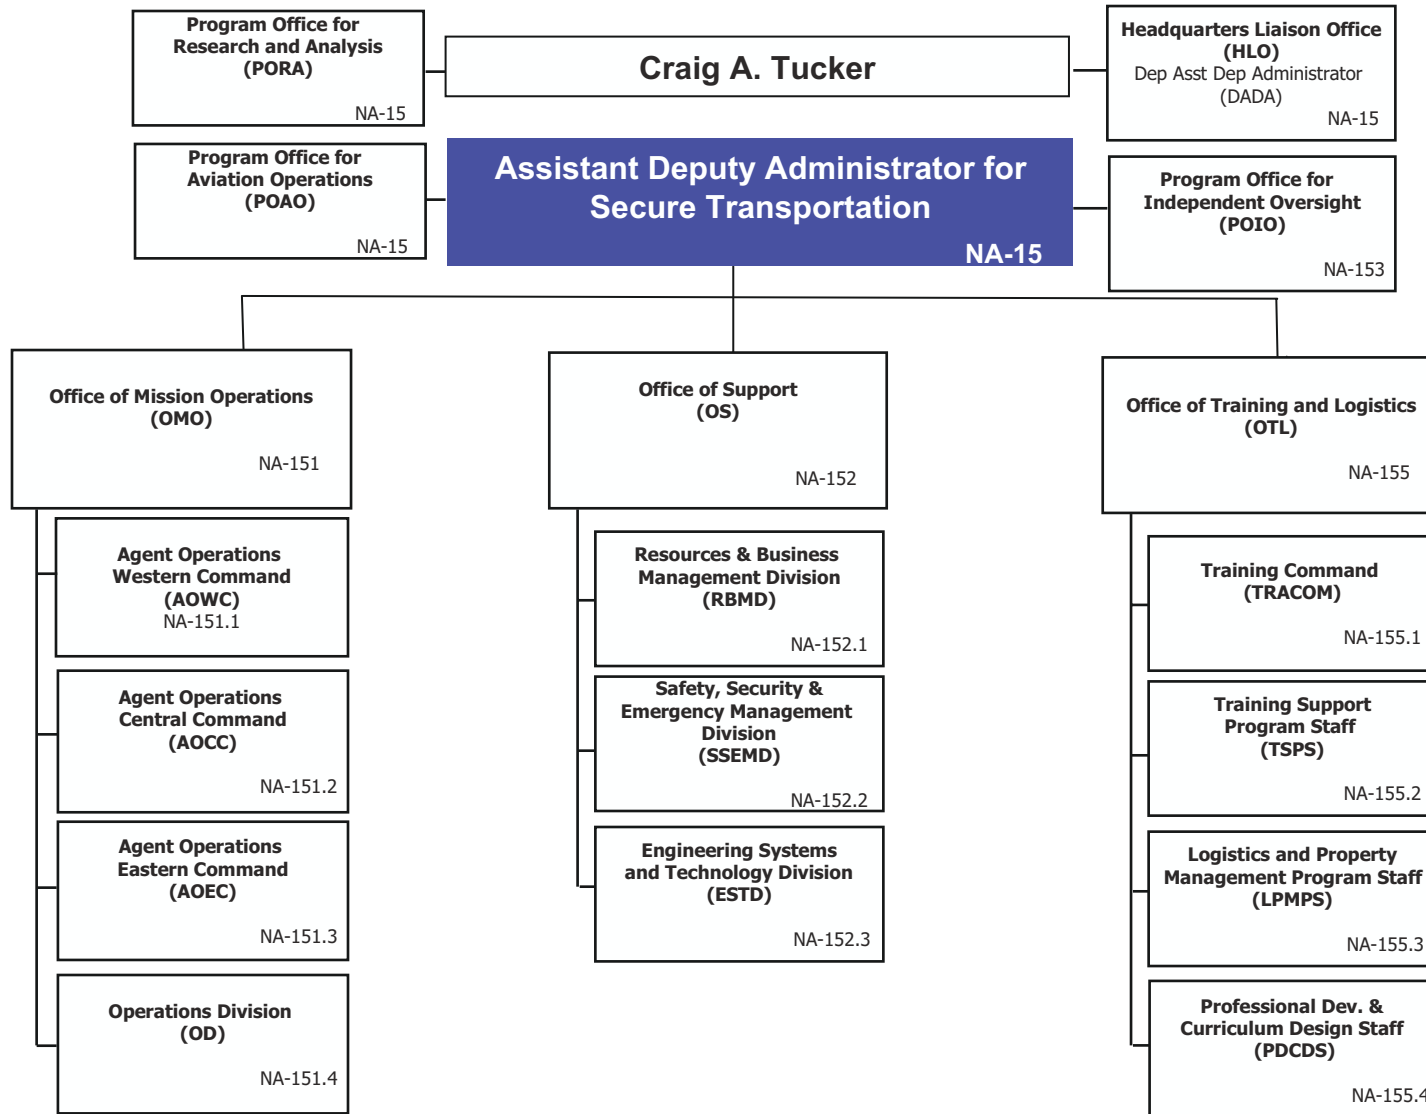 Program Office for
Research and Analysis
(PORA)
NA-15
Craig A. Tucker
Headquarters Liaison Office
(HLO)
Dep Asst Dep Administrator
(DADA)
NA-15
Program Office for
Aviation Operations
(POAO)
NA-15
Assistant Deputy Administrator for
Secure Transportation
NA-15
Program Office for
Independent Oversight
(POIO)
NA-153
Office of Mission Operations
(OMO)
NA-151
Office of Support
(OS)
NA-152
Office of Training and Logistics
(OTL)
NA-155
Agent Operations
Western Command
(AOWC)
NA-151.1
Agent Operations
Central Command
(AOCC)
NA-151.2
Agent Operations
Eastern Command
(AOEC)
NA-151.3
Operations Division
(OD)
NA-151.4
Resources & Business
Management Division
(RBMD)
NA-152.1
Safety, Security &
Emergency Management
Division
(SSEMD)
NA-152.2
Engineering Systems
and Technology Division
(ESTD)
NA-152.3
Training Command
(TRACOM)
NA-155.1
Training Support
Program Staff
(TSPS)
NA-155.2
Logistics and Property
Management Program Staff
(LPMPS)
NA-155.3
Professional Dev. &
Curriculum Design Staff
(PDCDS)
NA-155.4